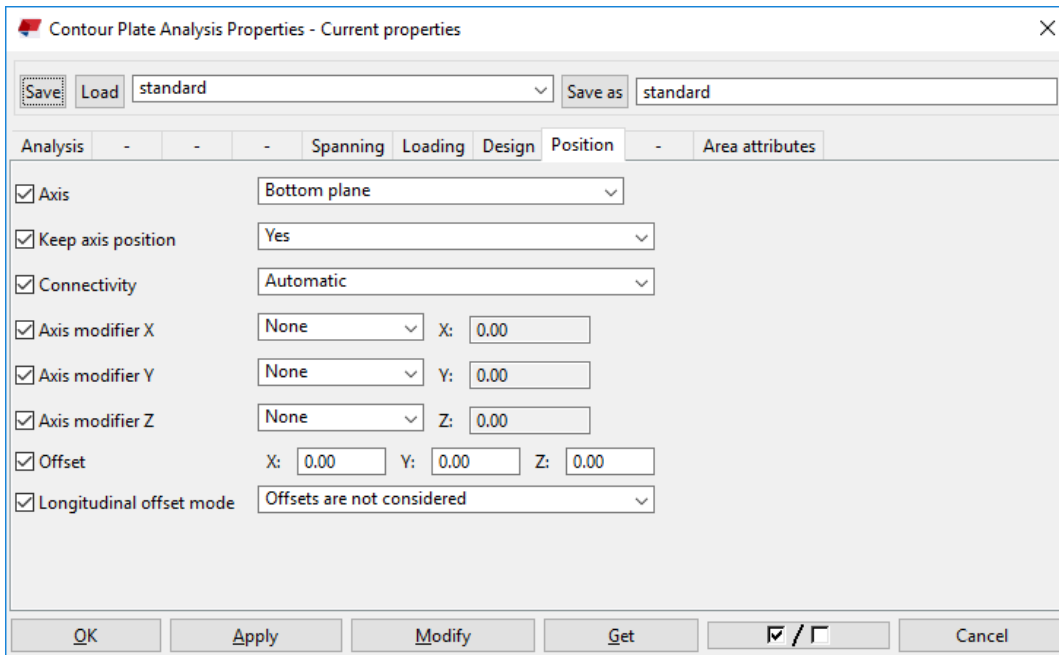 Contour Plate Analysis Properties - Current properties
Save Load standard Save as standard
Analysis - - - Spanning Loading Design Position - Area attributes
Axis Bottom plane
Keep axis position Yes
Connectivity Automatic
Axis modifier X None X: 0.00
Axis modifier Y None Y: 0.00
Axis modifier Z None Z: 0.00
Offset X: 0.00 Y: 0.00 Z: 0.00
Longitudinal offset mode Offsets are not considered
OK Apply Modify Get / Cancel